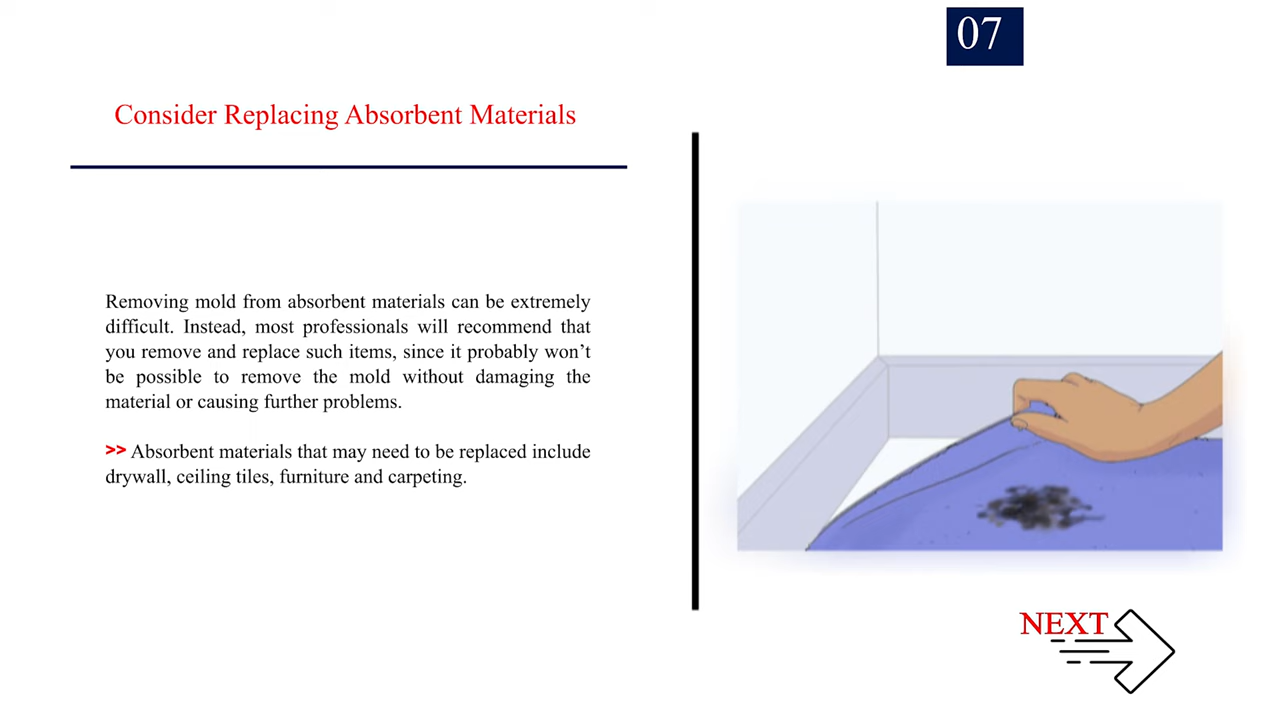 07
Consider Replacing Absorbent Materials
Removing mold from absorbent materials can be extremely
difficult. Instead, most professionals will recommend that
you remove and replace such items, since it probably won’t
be possible to remove the mold without damaging the
material or causing further problems.
>> Absorbent materials that may need to be replaced include
drywall, ceiling tiles, furniture and carpeting.
NEXT